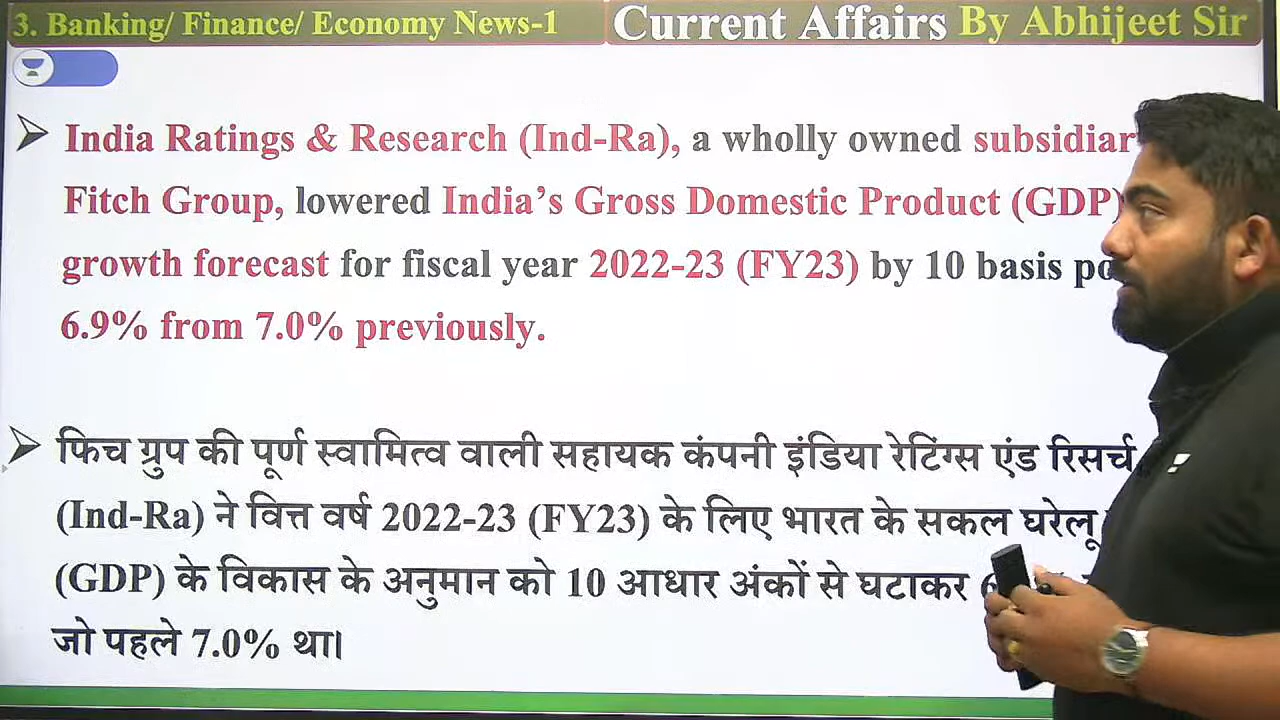 3. Banking/ Finance/ Economy News-1
Current Affairs By Abhijeet Sir
India Ratings & Research (Ind-Ra), a wholly owned
Fitch Group, lowered India's Gross Domestic Product (GDP)
growth forecast for fiscal year 2022-23 (FY23) by 10 basis
6.9% from 7.0% previously.
फिच ग्रुप की पूर्ण स्वामित्व वाली सहायक कंपनी इंडिया रेटिंग्स एंड रिसर्च
(Ind-Ra) ने वित्त वर्ष 2022-23 (FY23) के लिए भारत के सकल घरेलू
(GDP) के विकास के अनुमान को 10 आधार अंकों से घटाकर
जो पहले 7.0% था।